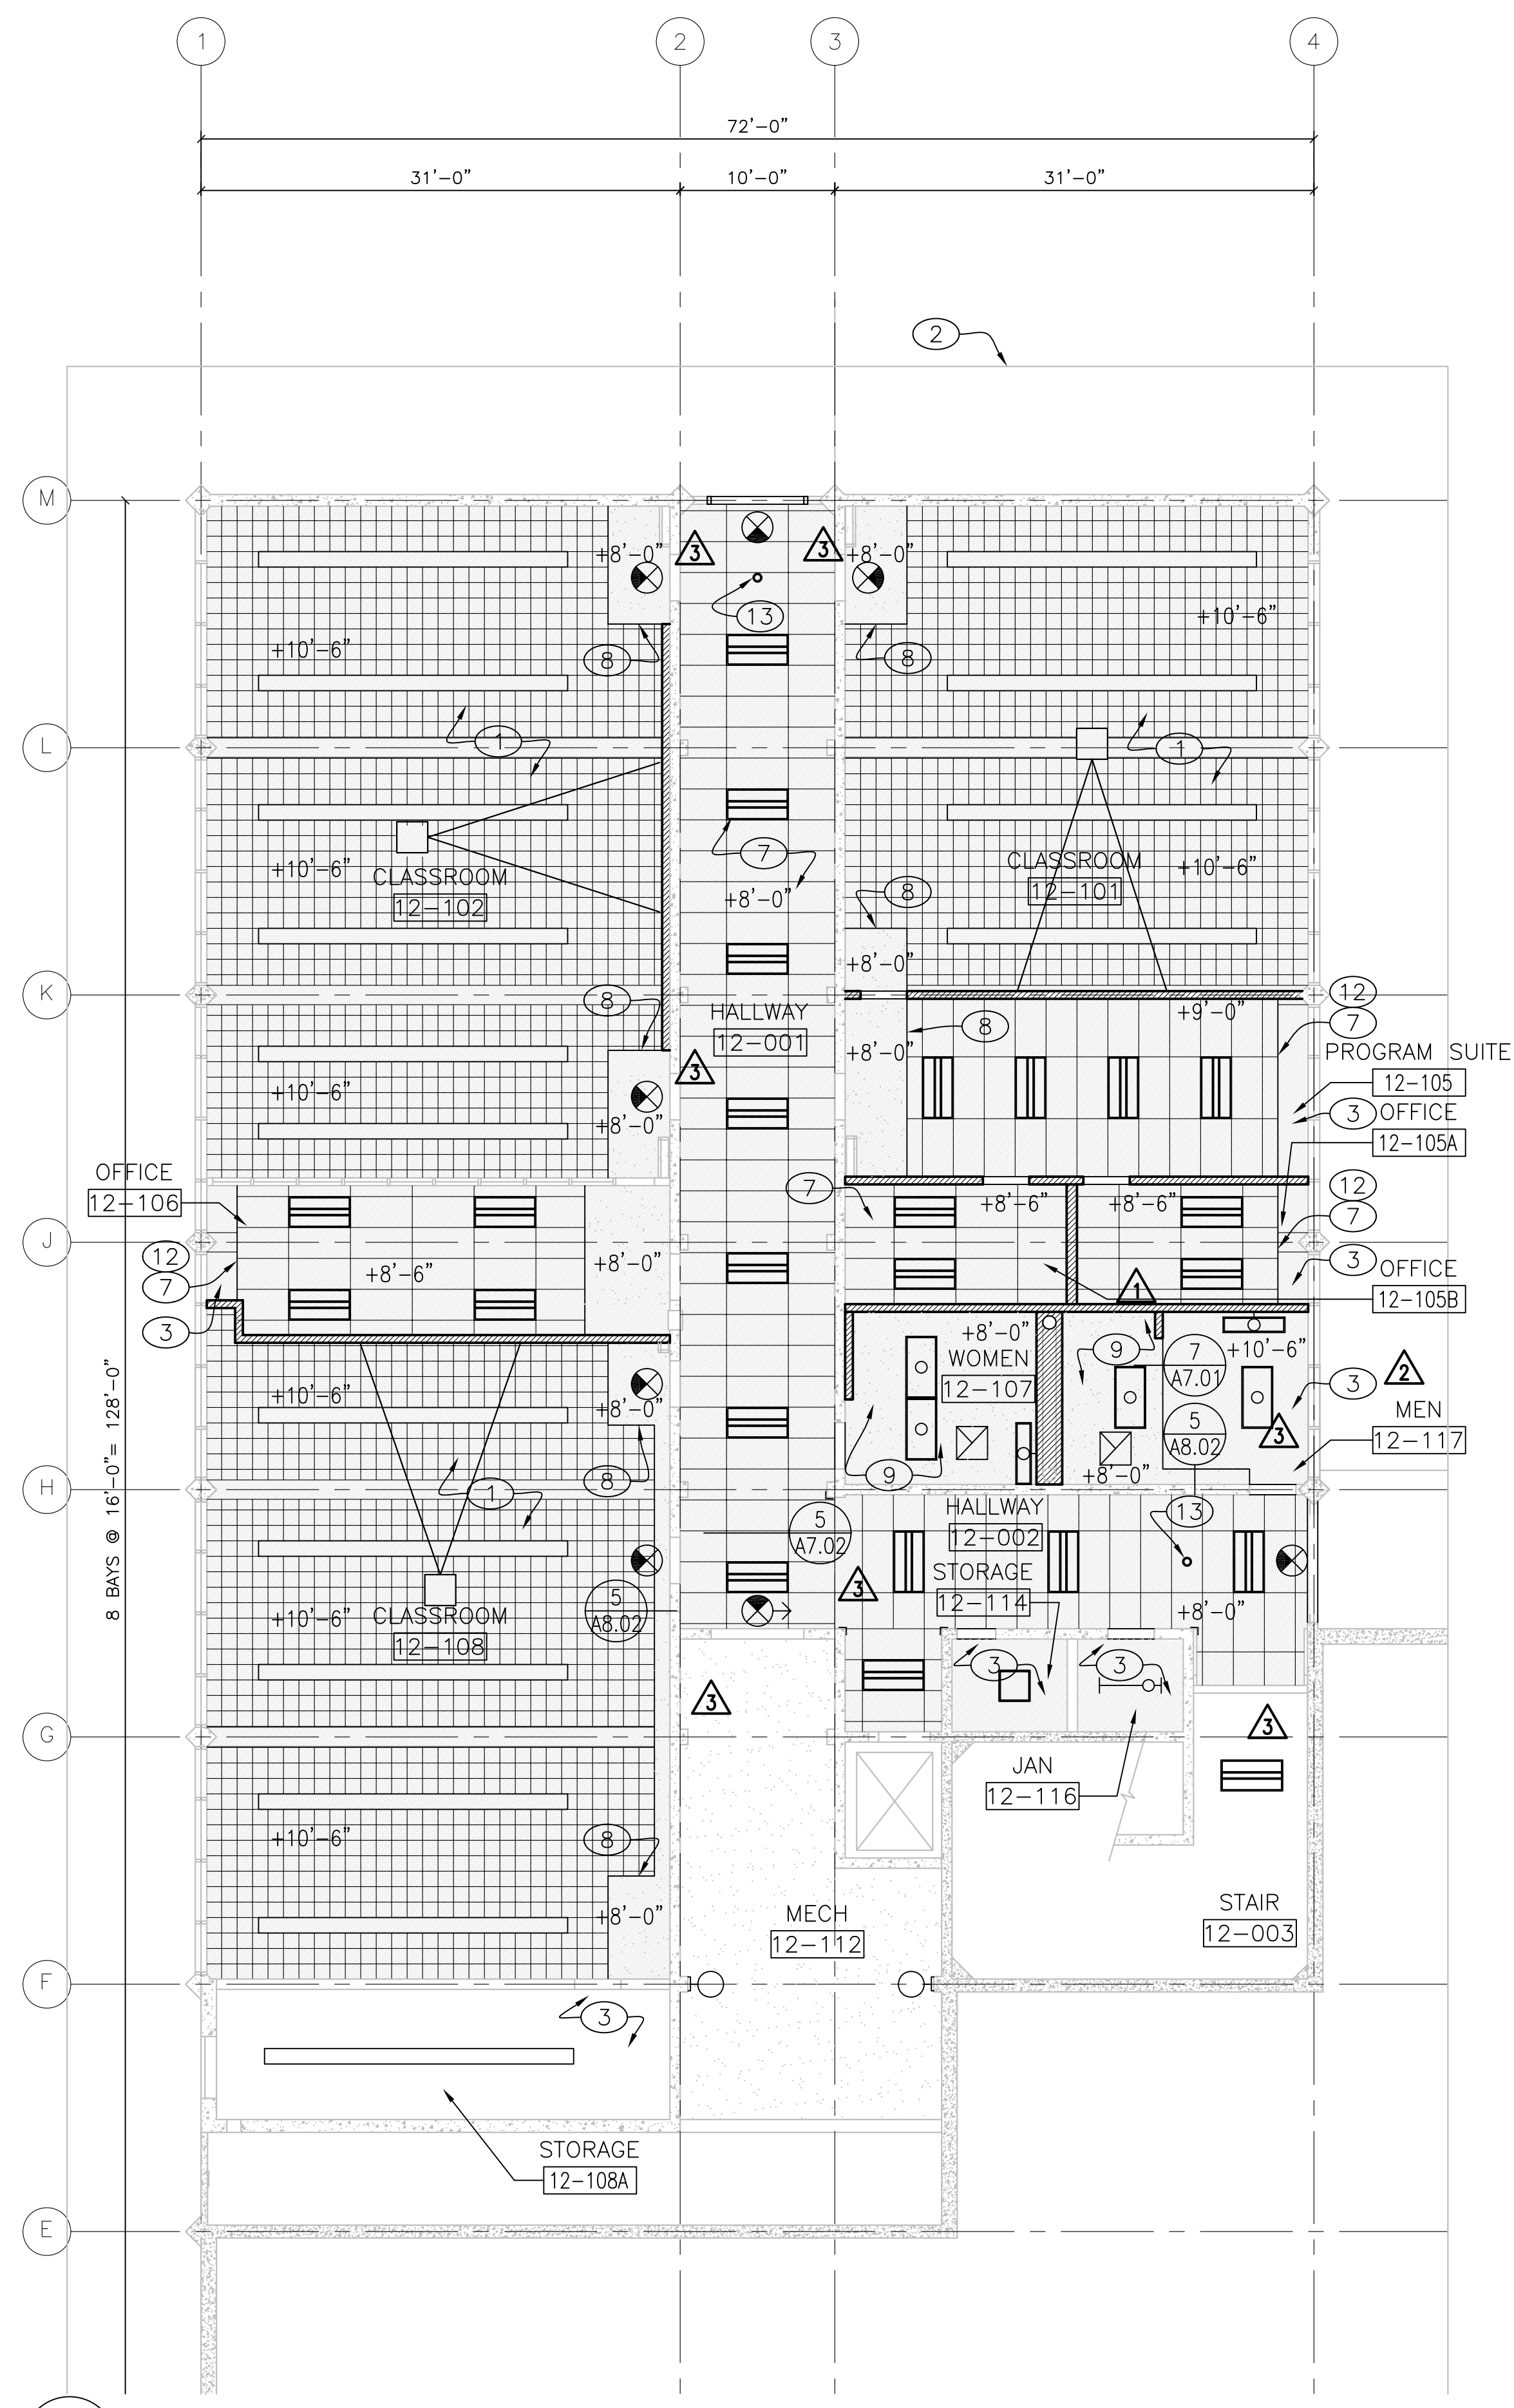 1
2
3
4
72'-0"
31'-0"
10'-0"
31'-0"
2
M
+8'-0"
3
3
+8'-0"
13
+10'-6"
+10'-6"
8
8
L
1
1
7
+10'-6"
CLASSROOM
12-102
+8'-0"
8
CLASSROOM
12-101
+10'-6"
+8'-0"
K
8
HALLWAY
12-001
8
+9'-0"
12
7
+8'-0"
PROGRAM SUITE
12-105
3
+10'-6"
+8'-0"
3
OFFICE
12-105A
OFFICE
12-106
7
+8'-6"
+8'-6"
12
7
J
12
7
+8'-6"
+8'-0"
3
OFFICE
12-105B
1
3
+8'-0"
WOMEN
12-107
9
7
A7.01
+10'-6"
3
2
8 BAYS @ 16'-0"= 128'-0"
+10'-6"
+8'-0"
MEN
12-117
5
A8.02
3
9
+8'-0"
8
H
1
HALLWAY
12-002
13
5
A7.02
STORAGE
12-114
3
+8'-0"
+10'-6"
CLASSROOM
12-108
5
A8.02
3
3
3
3
G
JAN
12-116
+10'-6"
8
+8'-0"
MECH
12-112
STAIR
12-003
F
3
STORAGE
12-108A
E